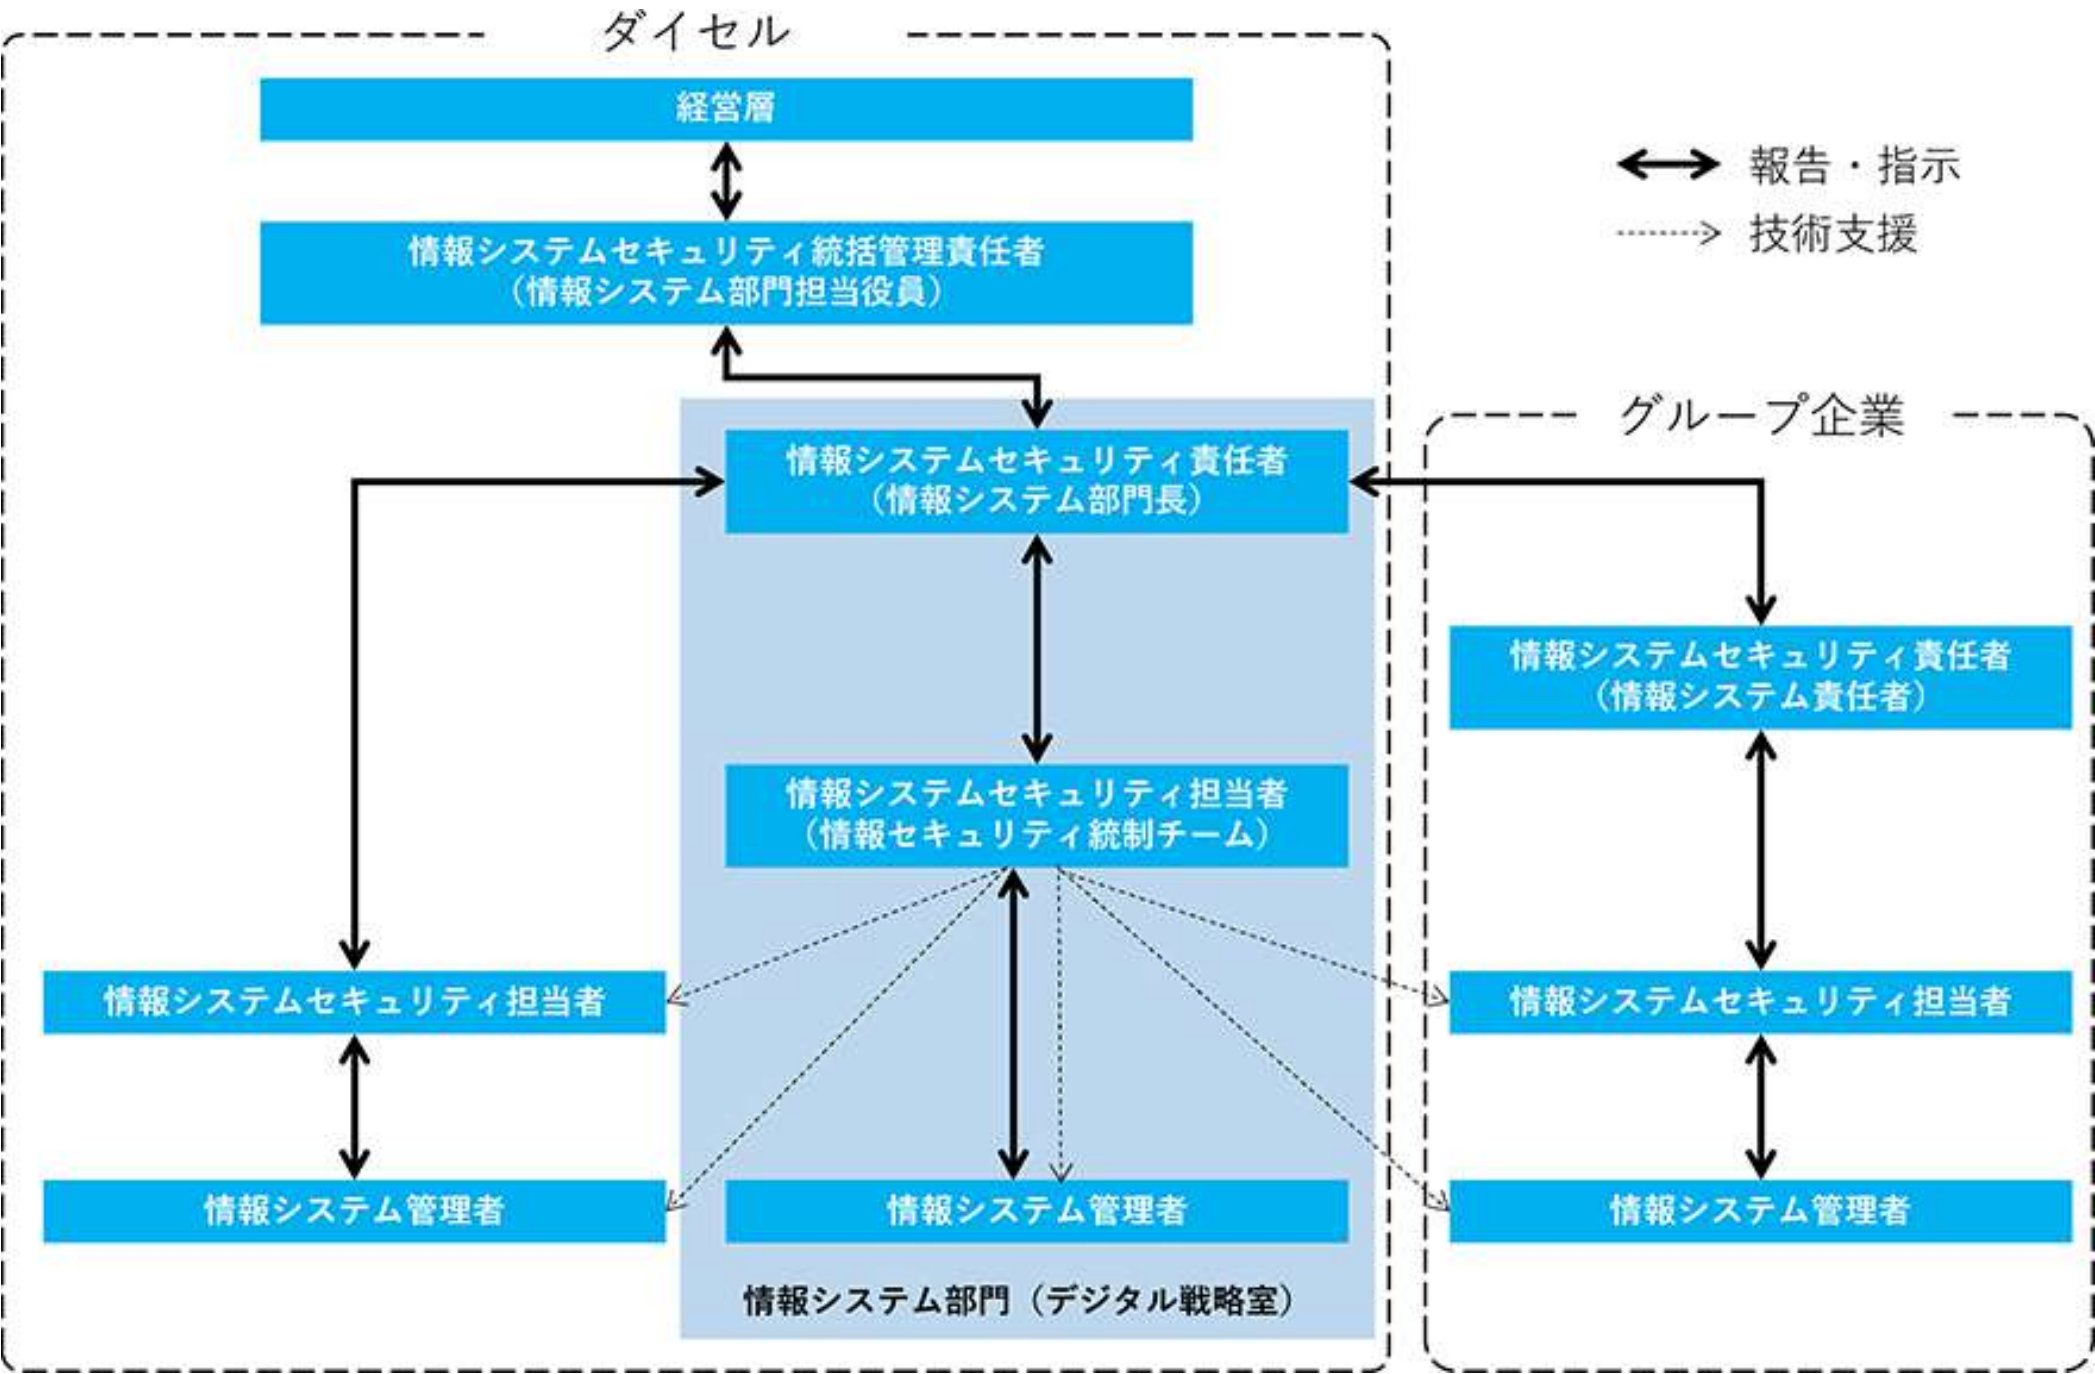 ダイセル
経営層
報告・指示
技術支援
情報システムセキュリティ統括管理責任者
（情報システム部門担当役員）
グループ企業
情報システムセキュリティ責任者
（情報システム部門長）
情報システムセキュリティ責任者
（情報システム責任者）
情報システムセキュリティ担当者
（情報セキュリティ統制チーム）
情報システムセキュリティ担当者
情報システムセキュリティ担当者
情報システム管理者
情報システム管理者
情報システム管理者
情報システム部門（デジタル戦略室）